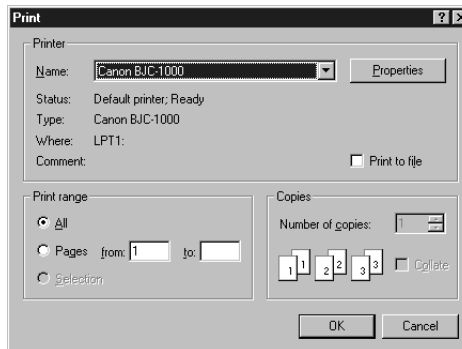 Print
Printer
Name: Canon BJC-1000 Properties
Status: Default printer; Ready
Type: Canon BJC-1000
Where: LPT1:
Comment: Print to file
Print range
All
Pages from: 1 to:
Selection
Copies
Number of copies: 1
1 1 2 2 3 3
Collate
OK Cancel